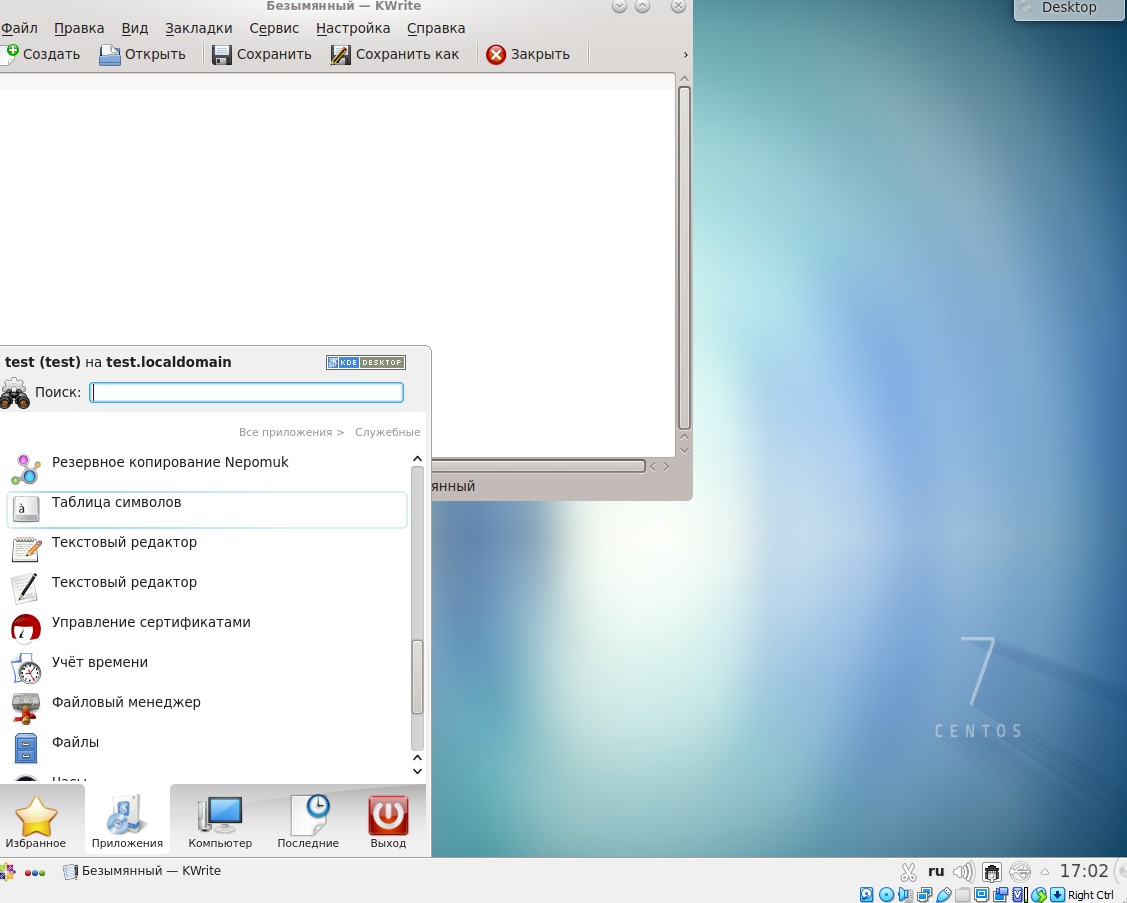 Безымянный — KWrite
Desktop
Файл Правка Вид Закладки Сервис Настройка Справка
Создать Открыть Сохранить Сохранить как Закрыть
test (test) на test.localdomain
KDE DESKTOP
Поиск:
Все приложения > Служебные
Резервное копирование Nepomuk
Таблица символов
Текстовый редактор
Текстовый редактор
Управление сертификатами
Учёт времени
Файловый менеджер
Файлы
янный
7
CENTOS
Избранное Приложения Компьютер Последние Выход
Безымянный — KWrite
ru
17:02
Right Ctrl